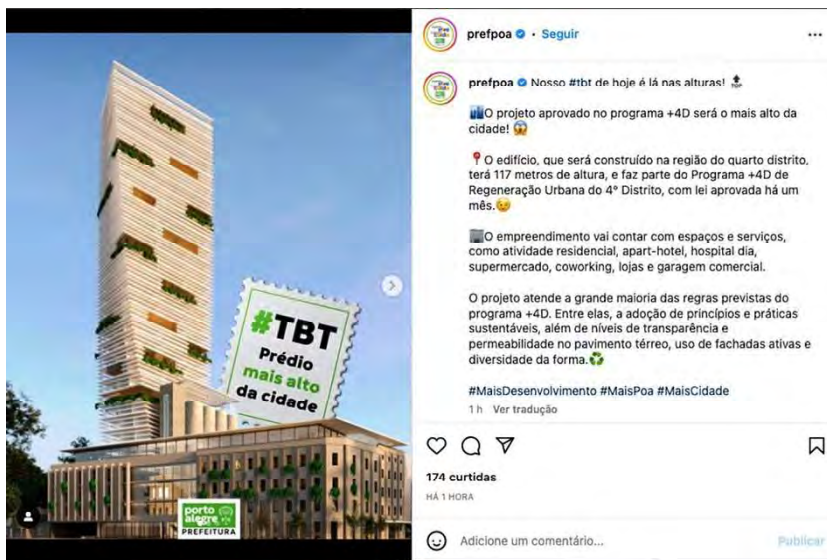 #TBT
Prédio
mais alto
da cidade
porto
alegre
PREFEITURA
prefpoa • Seguir
prefpoa Nosso #tbt de hoje é lá nas alturas! 🔝
🏙️O projeto aprovado no programa +4D será o mais alto da
cidade! 😱
📍O edifício, que será construído na região do quarto distrito,
terá 117 metros de altura, e faz parte do Programa +4D de
Regeneração Urbana do 4° Distrito, com lei aprovada há um
mês.😉
🏢O empreendimento vai contar com espaços e serviços,
como atividade residencial, apart-hotel, hospital dia,
supermercado, coworking, lojas e garagem comercial.
O projeto atende a grande maioria das regras previstas do
programa +4D. Entre elas, a adoção de princípios e práticas
sustentáveis, além de níveis de transparência e
permeabilidade no pavimento térreo, uso de fachadas ativas e
diversidade da forma.♻️
#MaisDesenvolvimento #MaisPoa #MaisCidade
1 h Ver tradução
174 curtidas
HÁ 1 HORA
Adicione um comentário... Publicar